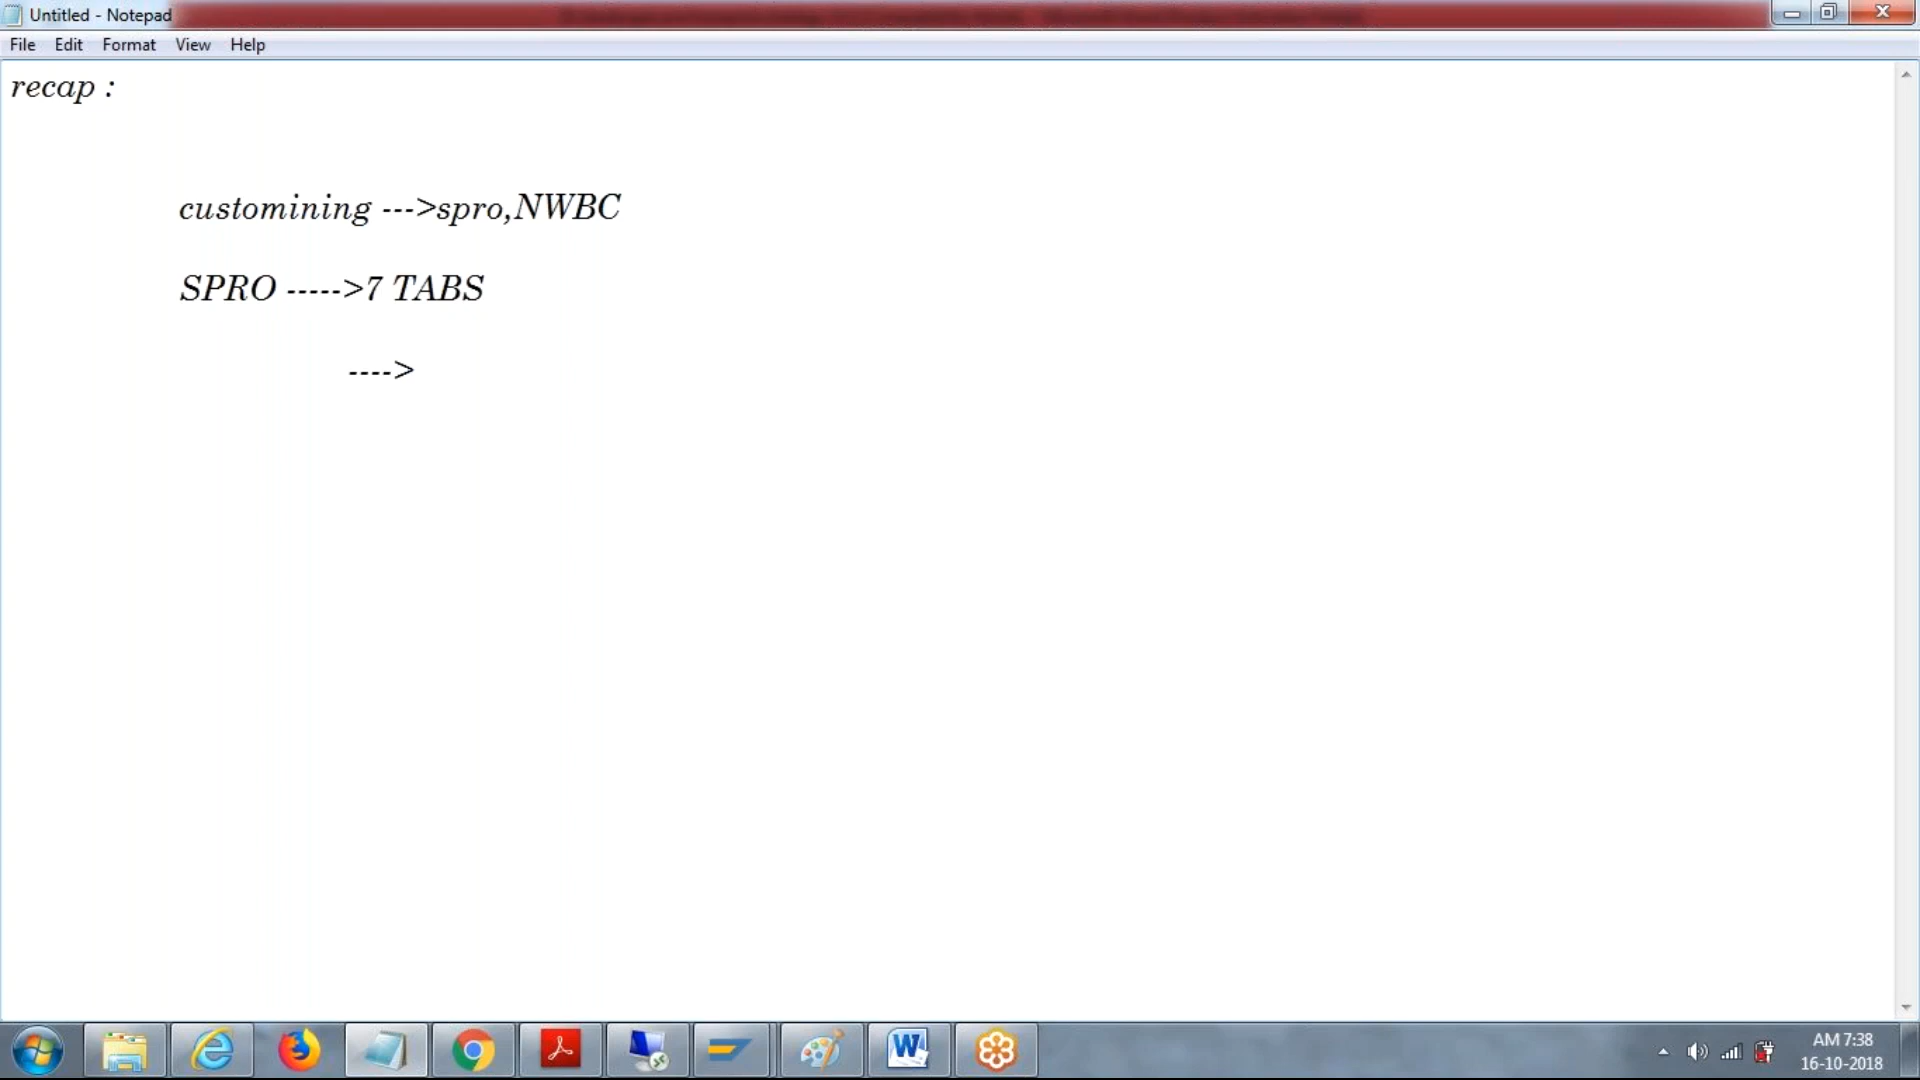 Untitled - Notepad
File Edit Format View Help
recap :
customining --->spro,NWBC
SPRO ----->7 TABS
---->
AM 7:38
16-10-2018